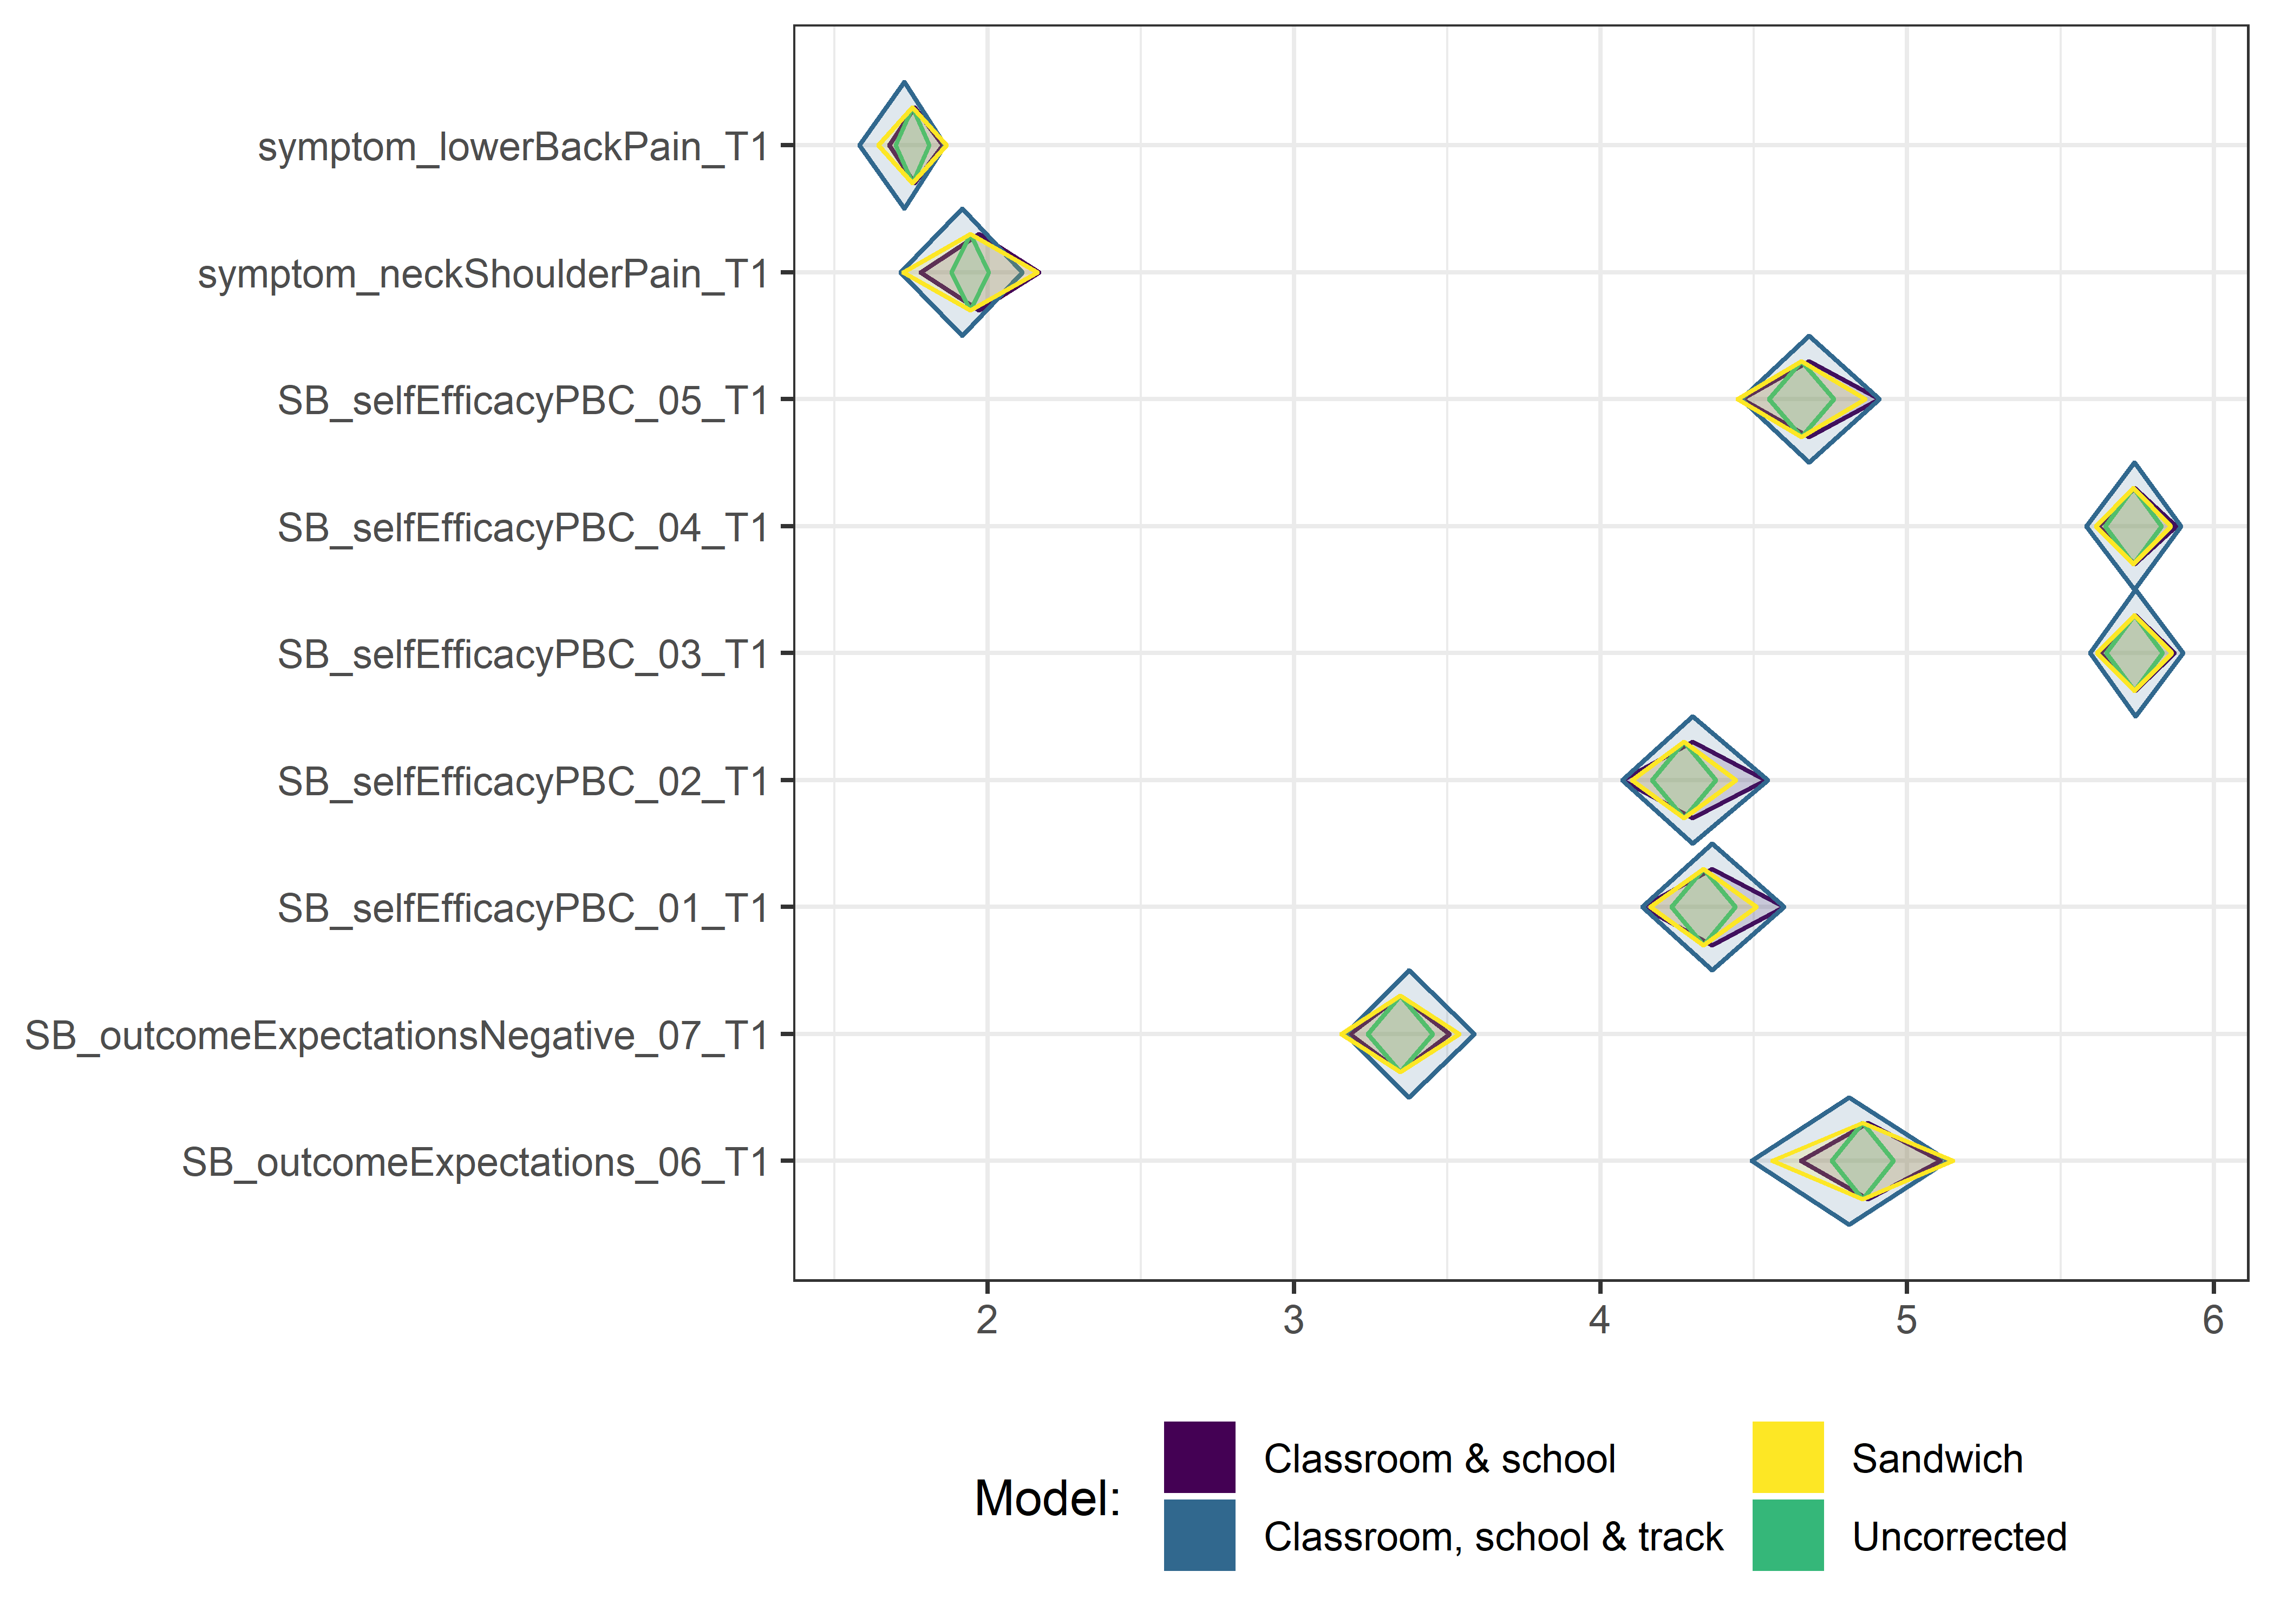 symptom_lowerBackPain_T1
symptom_neckShoulderPain_T1
SB_selfEfficacyPBC_05_T1
SB_selfEfficacyPBC_04_T1
SB_selfEfficacyPBC_03_T1
SB_selfEfficacyPBC_02_T1
SB_selfEfficacyPBC_01_T1
SB_outcomeExpectationsNegative_07_T1
SB_outcomeExpectations_06_T1
2 3 4 5 6
Model:
Classroom & school
Classroom, school & track
Sandwich
Uncorrected